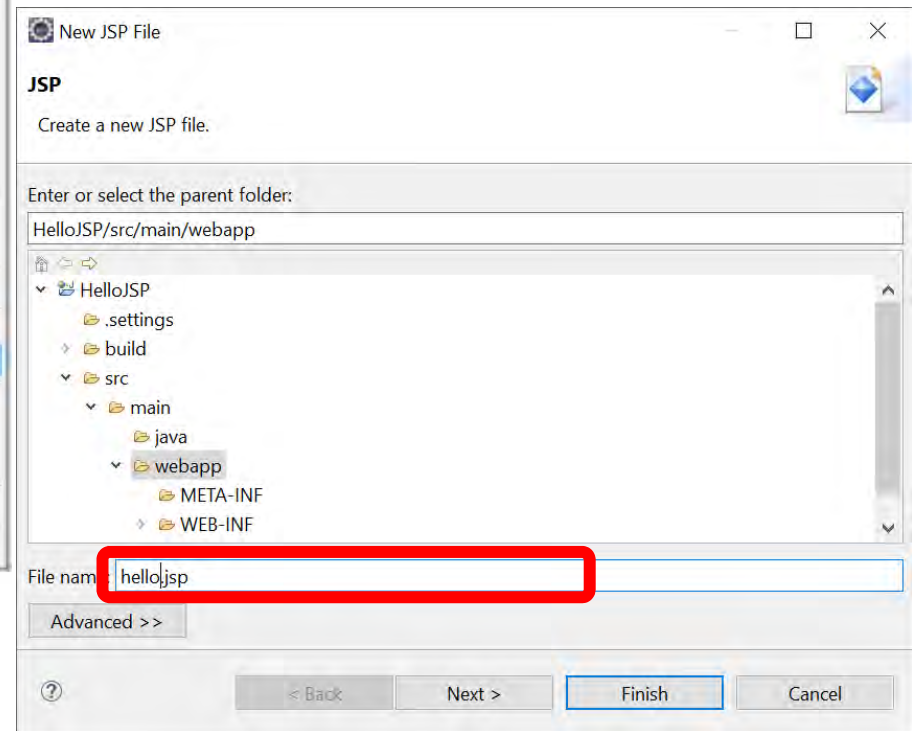 New JSP File
JSP
Create a new JSP file.
Enter or select the parent folder:
HelloJSP/src/main/webapp
HelloJSP
.settings
build
src
main
java
webapp
META-INF
WEB-INF
File nam: hello.jsp
Advanced >>
< Back Next > Finish Cancel